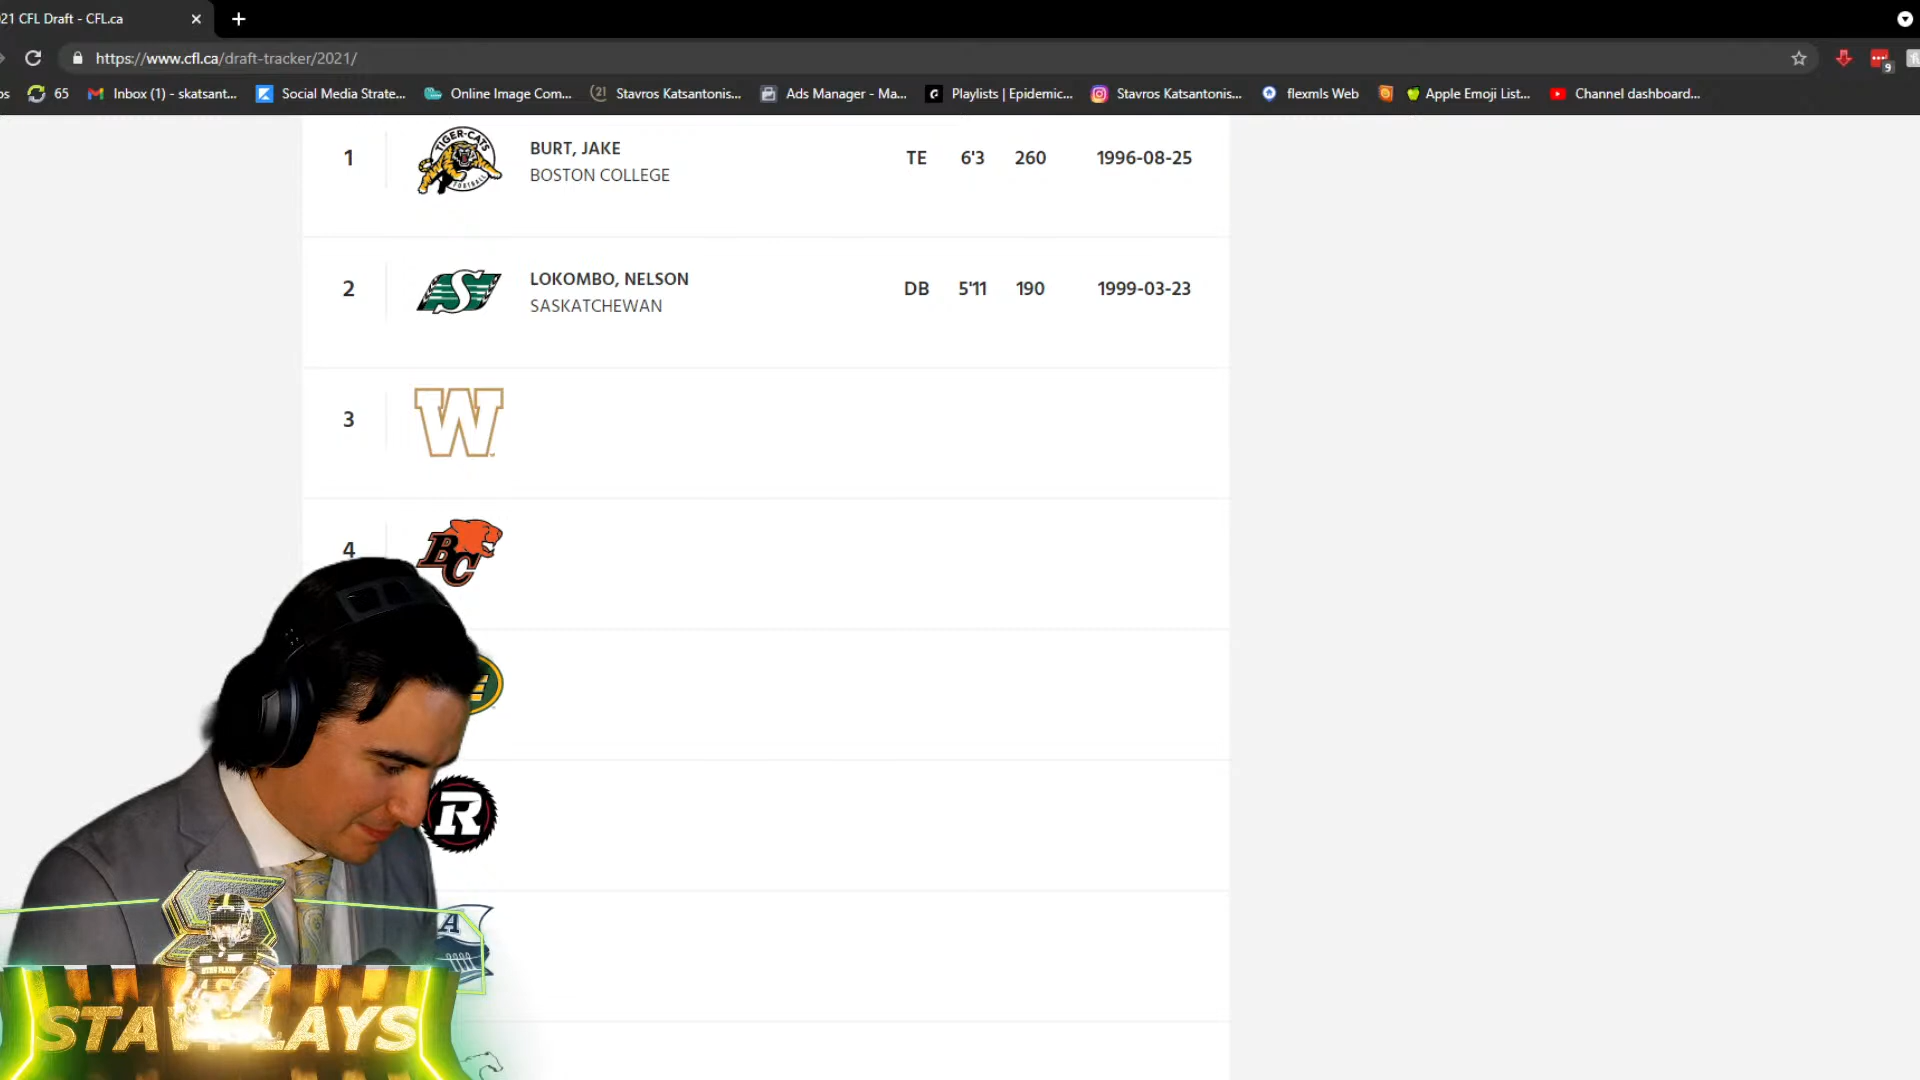 21 CFL Draft - CFL.ca
https://www.cfl.ca/draft-tracker/2021/
65
Inbox (1) - skatsant...
Social Media Strate...
Online Image Com...
Stavros Katsantonis...
Ads Manager - Ma...
Playlists | Epidemic...
Stavros Katsantonis...
flexmls Web
Apple Emoji List...
Channel dashboard...
9
1
TIGER-CATS
FOOTBALL
BURT, JAKE
BOSTON COLLEGE
TE
6'3
260
1996-08-25
2
S
LOKOMBO, NELSON
SASKATCHEWAN
DB
5'11
190
1999-03-23
3
W
4
BC
R
A